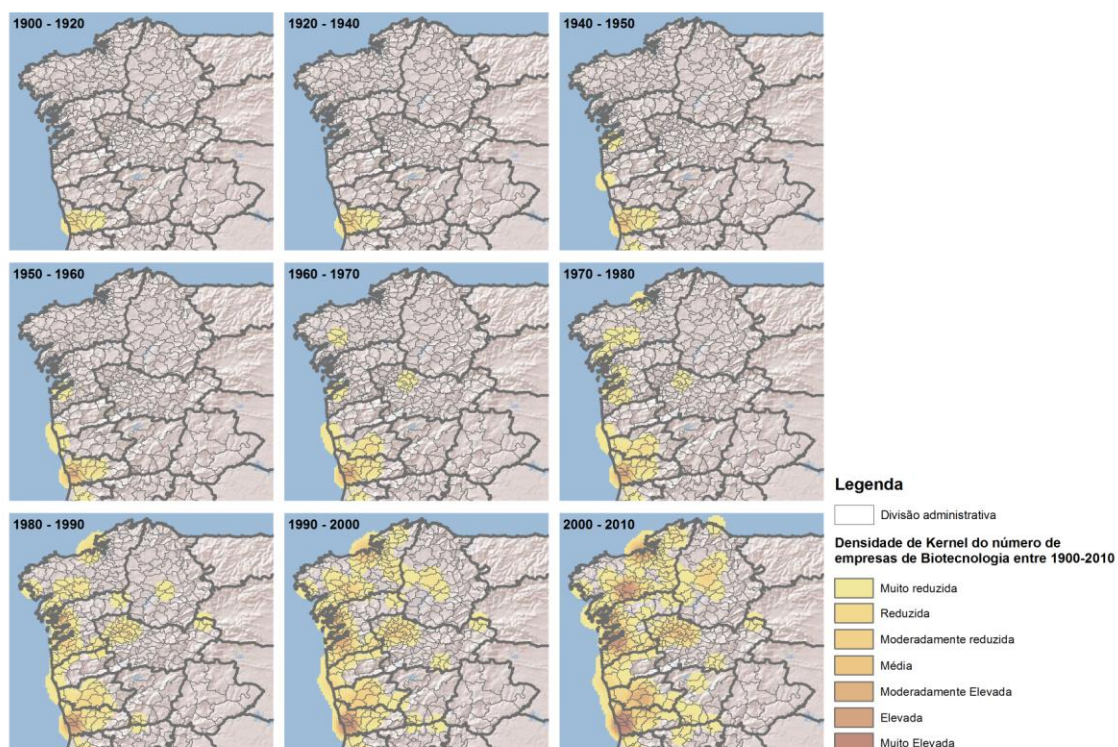 1900 - 1920
1920 - 1940
1940 - 1950
1950 - 1960
1960 - 1970
1970 - 1980
1980 - 1990
1990 - 2000
2000 - 2010
Legenda
Divisão administrativa
Densidade de Kernel do número de
empresas de Biotecnologia entre 1900-2010
Muito reduzida
Reduzida
Moderadamente reduzida
Média
Moderadamente Elevada
Elevada
Muito Elevada